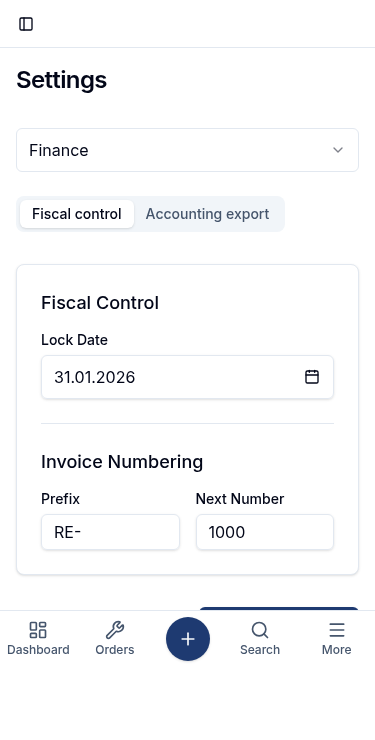 Settings
Finance
Fiscal control Accounting export
Fiscal Control
Lock Date
31.01.2026
Invoice Numbering
Prefix Next Number
RE- 1000
Dashboard Orders Search More